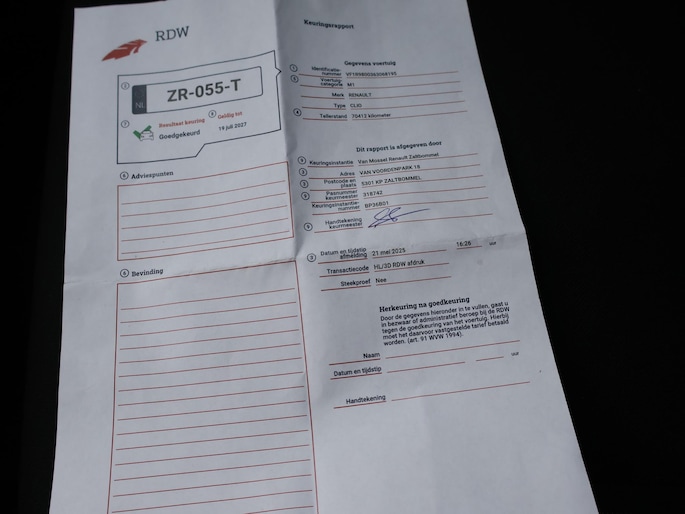 RDW
Keuringsrapport
NL
ZR-055-T
Resultaat keuring
Geldig tot
Goedgekeurd
19 juli 2027
Adviespunten
Bevinding
Gegevens voertuig
Identificatie-
nummer
Voertuig-
categorie M1
Merk RENAULT
Type CLIO
Tellerstand 70413 kilometer
Dit rapport is afgegeven door
Keuringsinstantie Van Mossel Renault Zaltbommel
Adres VAN VOORDENPARK 18
Postcode en
plaats 5301 KP ZALTBOMMEL
Pasnummer
keurmeester 318742
Keuringsinstantie-
nummer BP36B01
Handtekening
keurmeester
Datum en tijdstip
afmelding 21 mei 2025 16:26 uur
Transactiecode HL/3D RDW afdruk
Steekproef Nee
Herkeuring na goedkeuring
Door de gegevens hieronder in te vullen, gaat u
in bezwaar of administratief beroep bij de RDW
tegen de goedkeuring van het voertuig. Hierbij
moet het daarvoor vastgestelde tarief betaald
worden. (art. 91 WVW 1994).
Naam
Datum en tijdstip uur
Handtekening